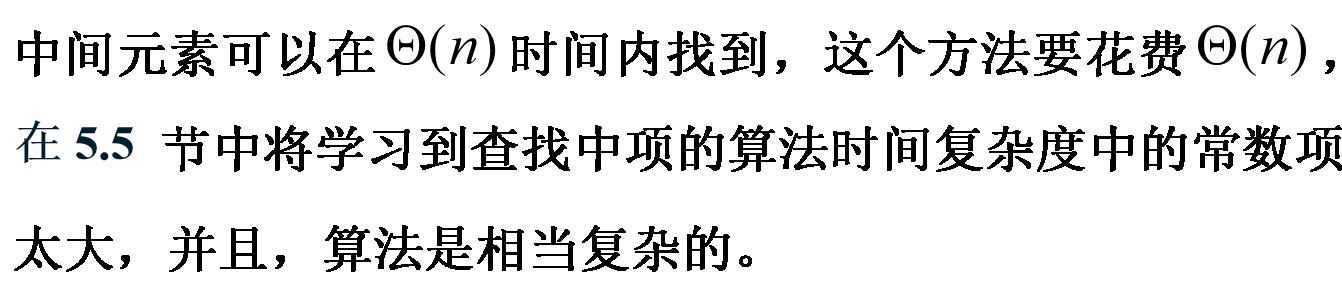 中间元素可以在Θ(n)时间内找到，这个方法要花费Θ(n)，
在 5.5 节中将学习到查找中项的算法时间复杂度中的常数项
太大，并且，算法是相当复杂的。